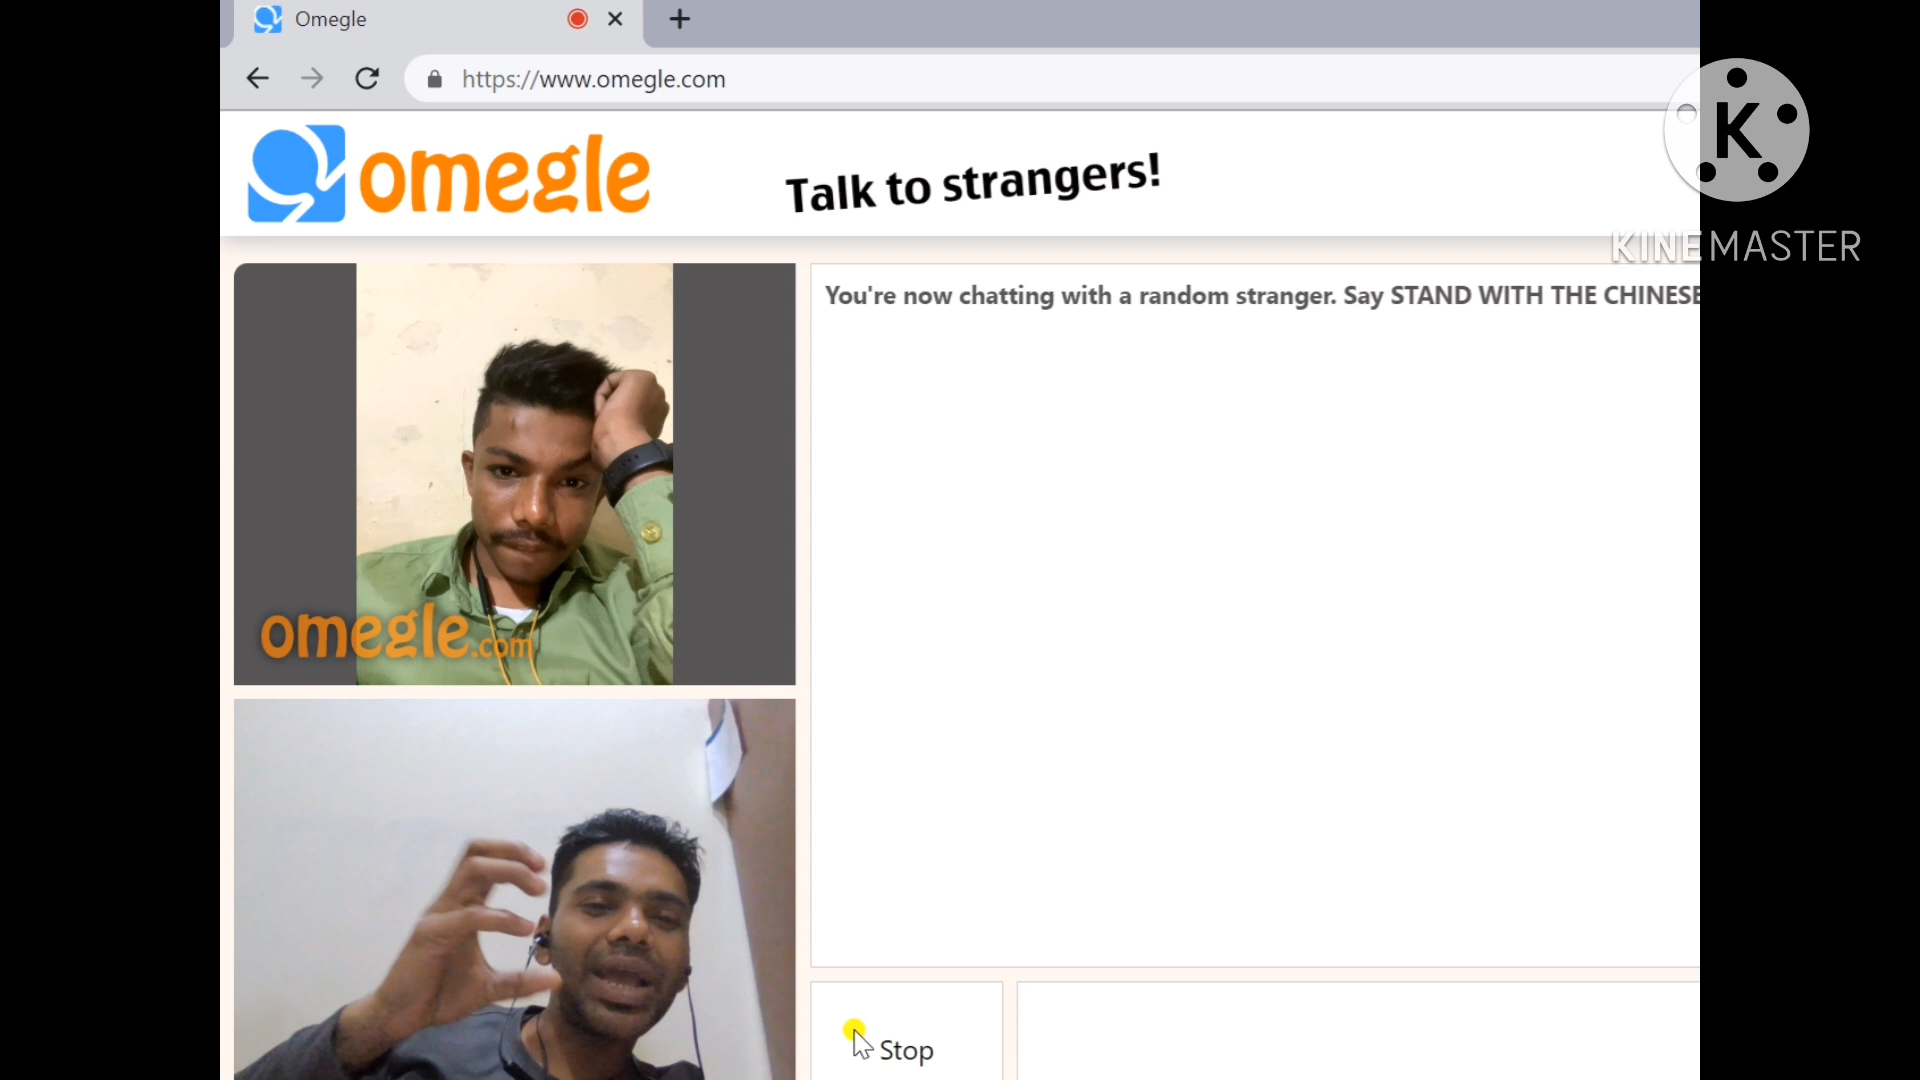 Omegle
https://www.omegle.com
omegle
Talk to strangers!
K
KINEMASTER
You're now chatting with a random stranger. Say STAND WITH THE CHINESE
omegle.com
Stop